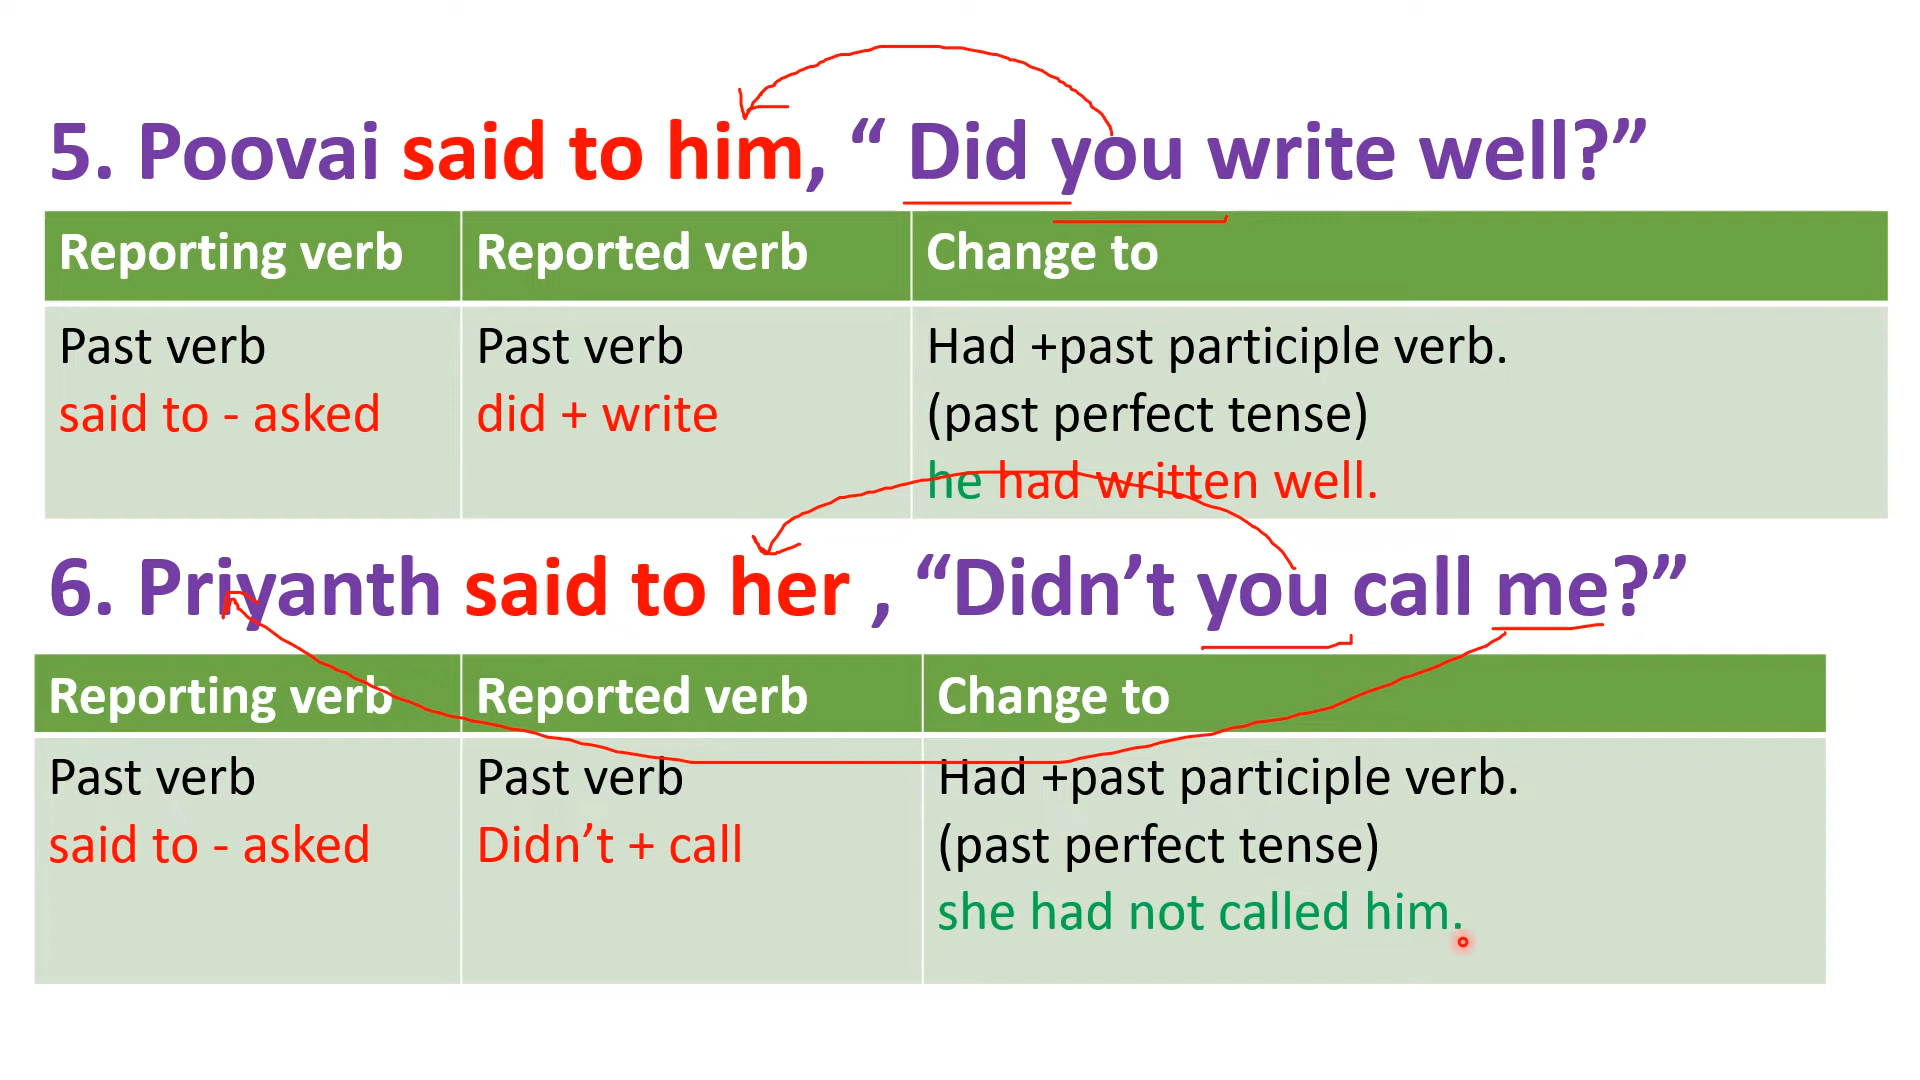 5. Poovai said to him, “ Did you write well?”
Reporting verb Reported verb Change to
Past verb Past verb Had +past participle verb.
said to - asked did + write (past perfect tense)
he had written well.
6. Priyanth said to her , “Didn’t you call me?”
Reporting verb Reported verb Change to
Past verb Past verb Had +past participle verb.
said to - asked Didn’t + call (past perfect tense)
she had not called him.